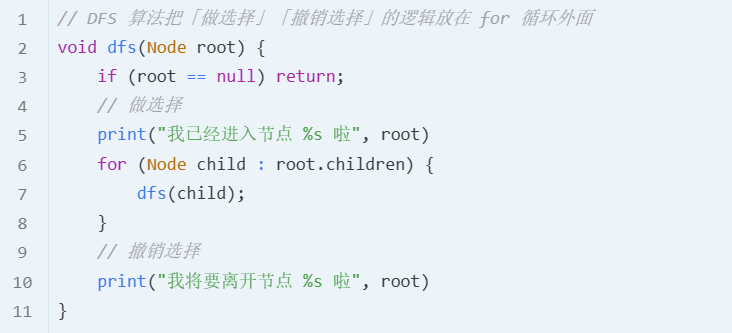 1 // DFS 算法把「做选择」「撤销选择」的逻辑放在 for 循环外面
2 void dfs(Node root) {
3     if (root == null) return;
4     // 做选择
5     print("我已经进入节点 %s 啦", root)
6     for (Node child : root.children) {
7         dfs(child);
8     }
9     // 撤销选择
10     print("我将要离开节点 %s 啦", root)
11 }